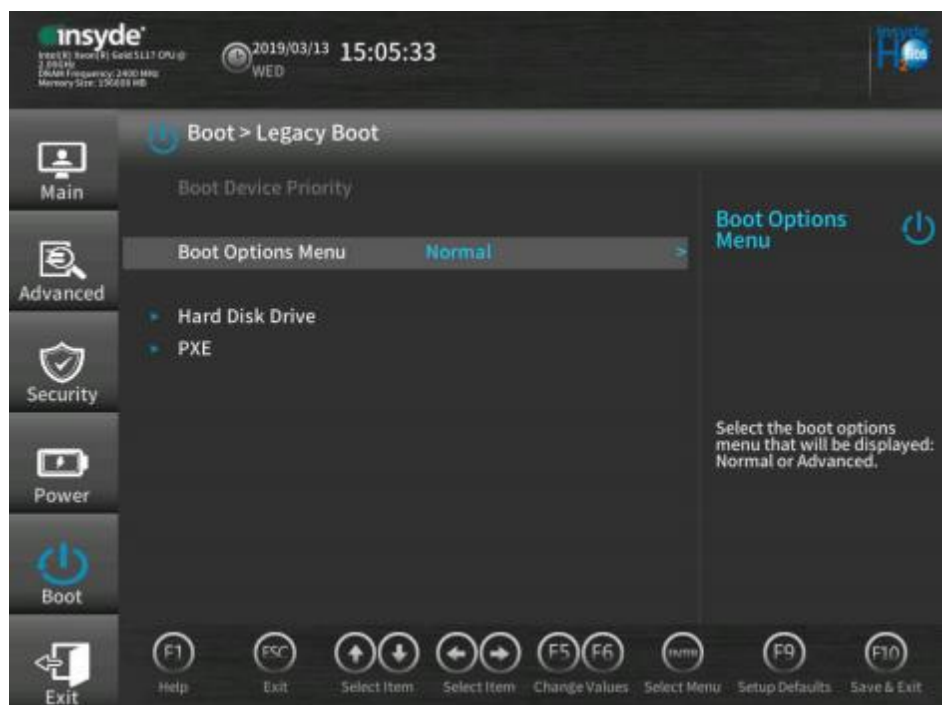 insyde®
2019/03/13 15:05:33
WED
H2
Boot > Legacy Boot
Main
Advanced
Security
Power
Boot
Exit
Boot Device Priority
Boot Options Menu Normal >
Hard Disk Drive
PXE
Boot Options
Menu
Select the boot options
menu that will be displayed:
Normal or Advanced.
F1 ESC F5 F6 ENTER F9 F10
Help Exit Select Item Select Item Change Values Select Menu Setup Defaults Save & Exit